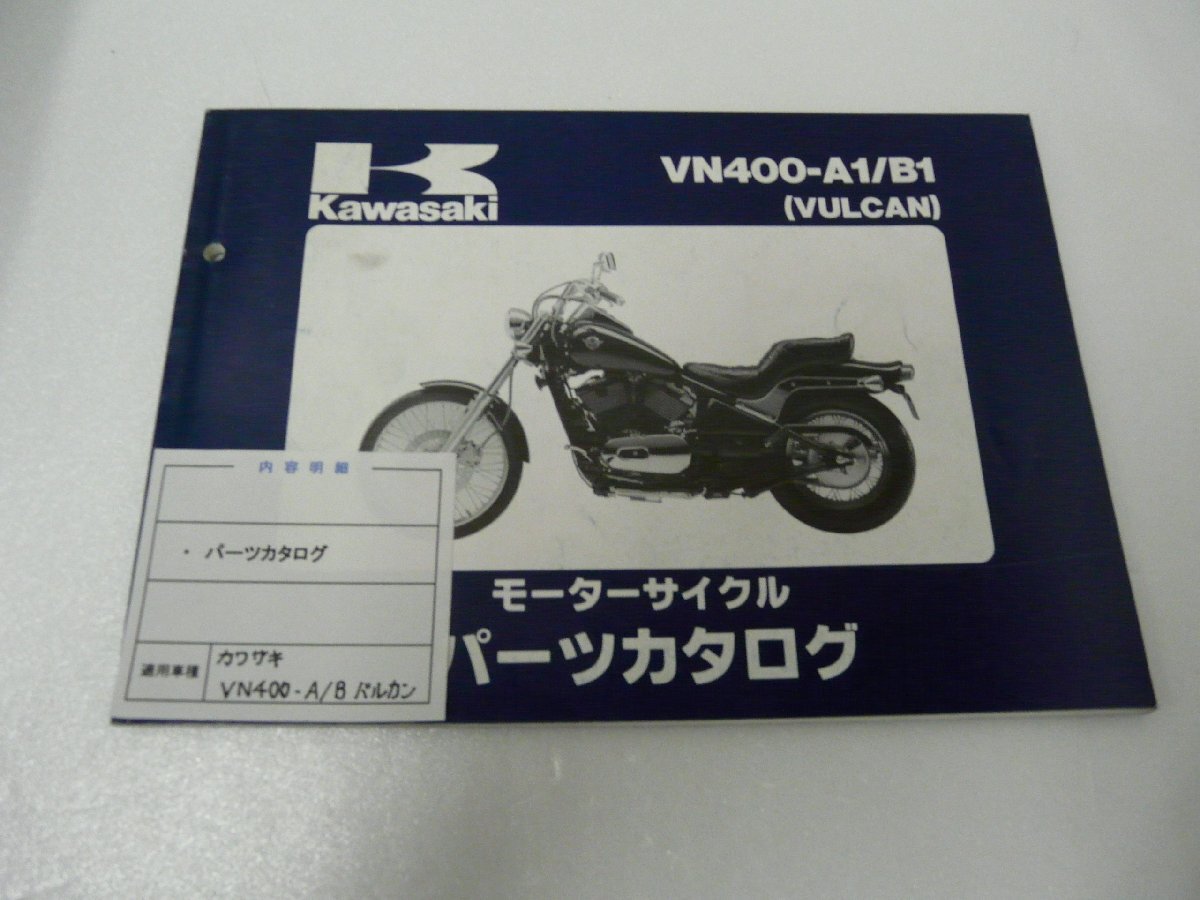 Kawasaki
VN400-A1/B1
(VULCAN)
モーターサイクル
パーツカタログ
内容明細
・ パーツカタログ
適用車種
カワサキ
VN400-A/B バルカン